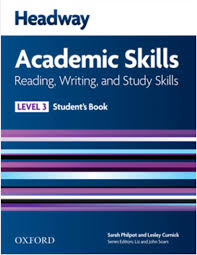 Headway
Academic Skills
Reading, Writing, and Study Skills
LEVEL 3 Student's Book
Sarah Philpot and Lesley Curnick
Series Editors: Liz and John Soars
OXFORD